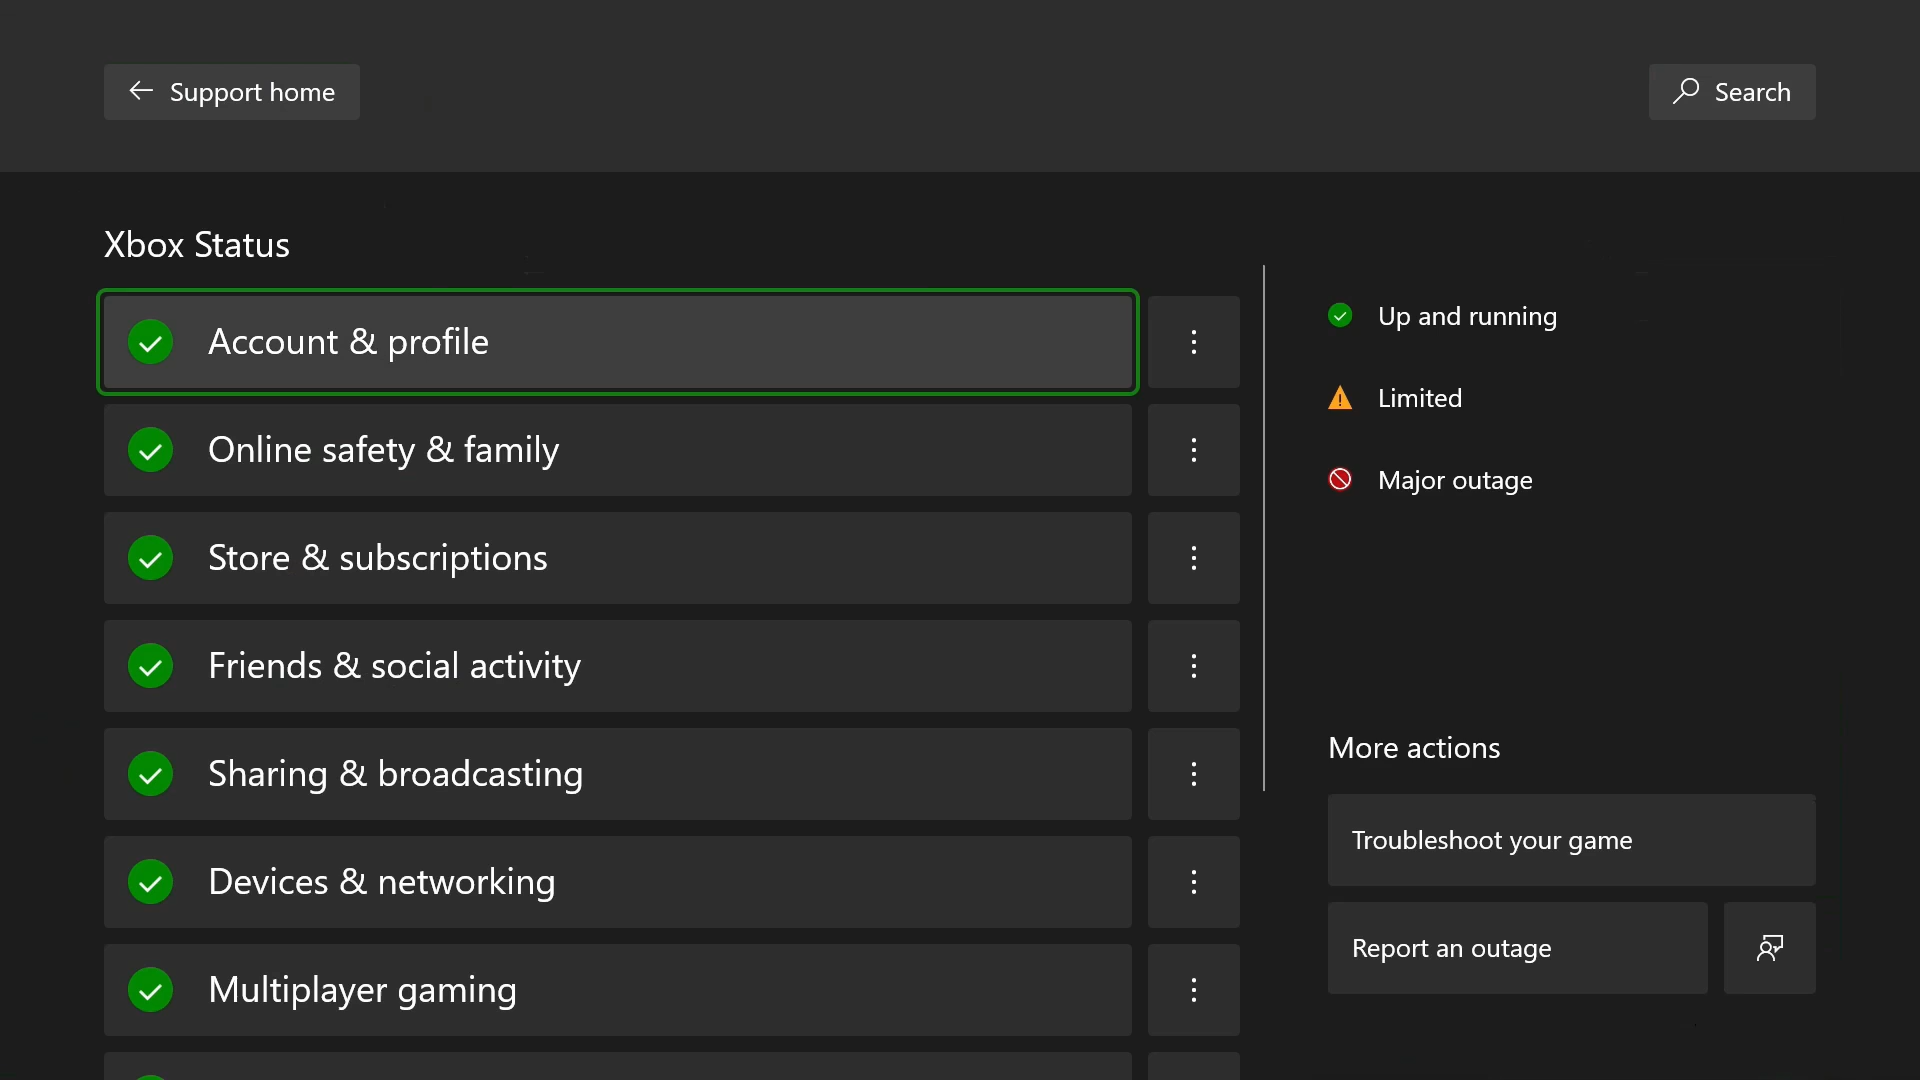 Support home
Search
Xbox Status
Account & profile
Online safety & family
Store & subscriptions
Friends & social activity
Sharing & broadcasting
Devices & networking
Multiplayer gaming
Up and running
Limited
Major outage
More actions
Troubleshoot your game
Report an outage